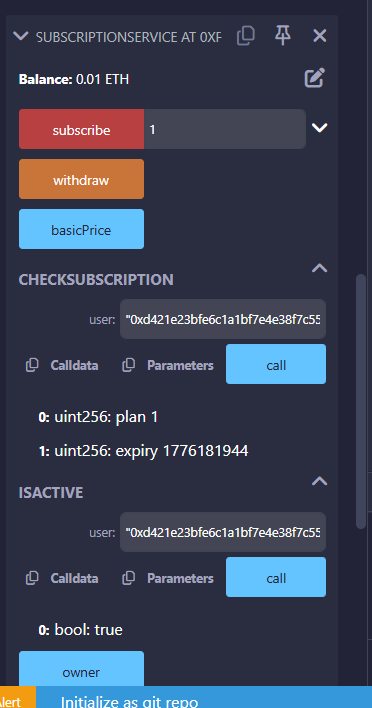 SUBSCRIPTIONSERVICE AT 0XF
Balance: 0.01 ETH
subscribe 1
withdraw
basicPrice
CHECKSUBSCRIPTION
user: "0xd421e23bfe6c1a1bf7e4e38f7c55
Calldata Parameters call
0: uint256: plan 1
1: uint256: expiry 1776181944
ISACTIVE
user: "0xd421e23bfe6c1a1bf7e4e38f7c55
Calldata Parameters call
0: bool: true
owner
lert Initialize as git repo